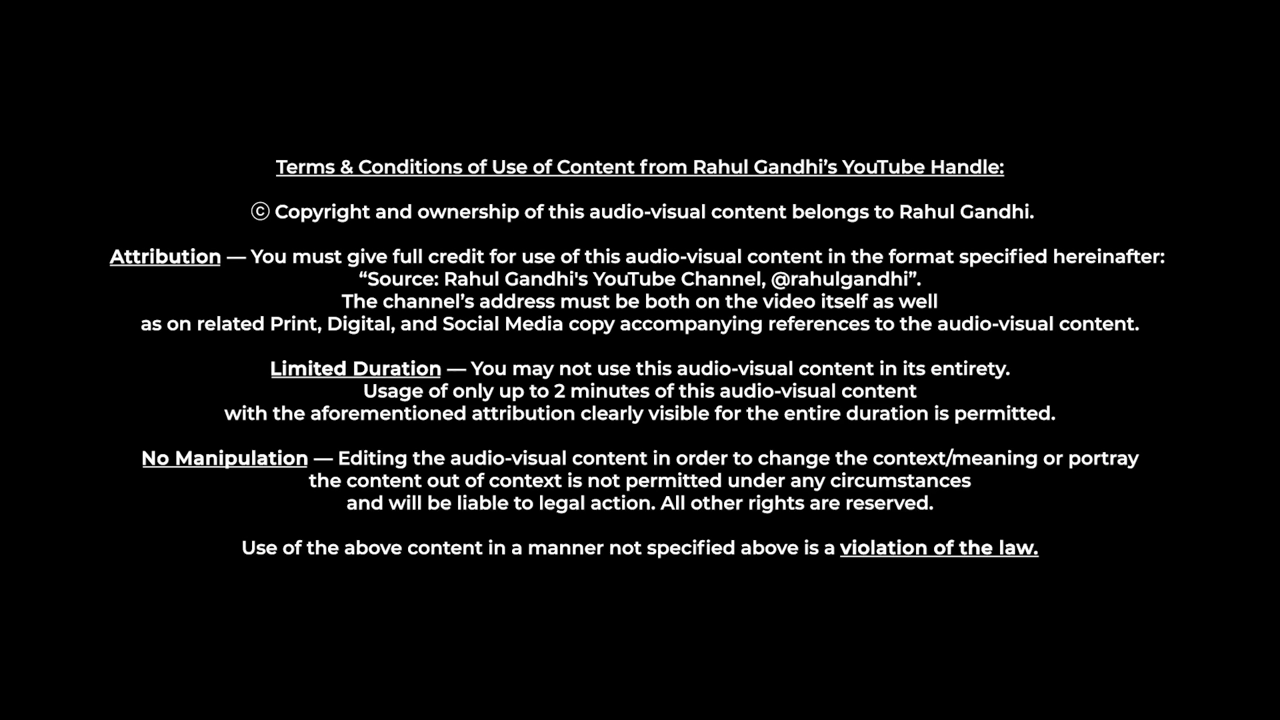 Terms & Conditions of Use of Content from Rahul Gandhi’s YouTube Handle:
© Copyright and ownership of this audio-visual content belongs to Rahul Gandhi.
Attribution — You must give full credit for use of this audio-visual content in the format specified hereinafter:
“Source: Rahul Gandhi's YouTube Channel, @rahulgandhi”.
The channel’s address must be both on the video itself as well
as on related Print, Digital, and Social Media copy accompanying references to the audio-visual content.
Limited Duration — You may not use this audio-visual content in its entirety.
Usage of only up to 2 minutes of this audio-visual content
with the aforementioned attribution clearly visible for the entire duration is permitted.
No Manipulation — Editing the audio-visual content in order to change the context/meaning or portray
the content out of context is not permitted under any circumstances
and will be liable to legal action. All other rights are reserved.
Use of the above content in a manner not specified above is a violation of the law.